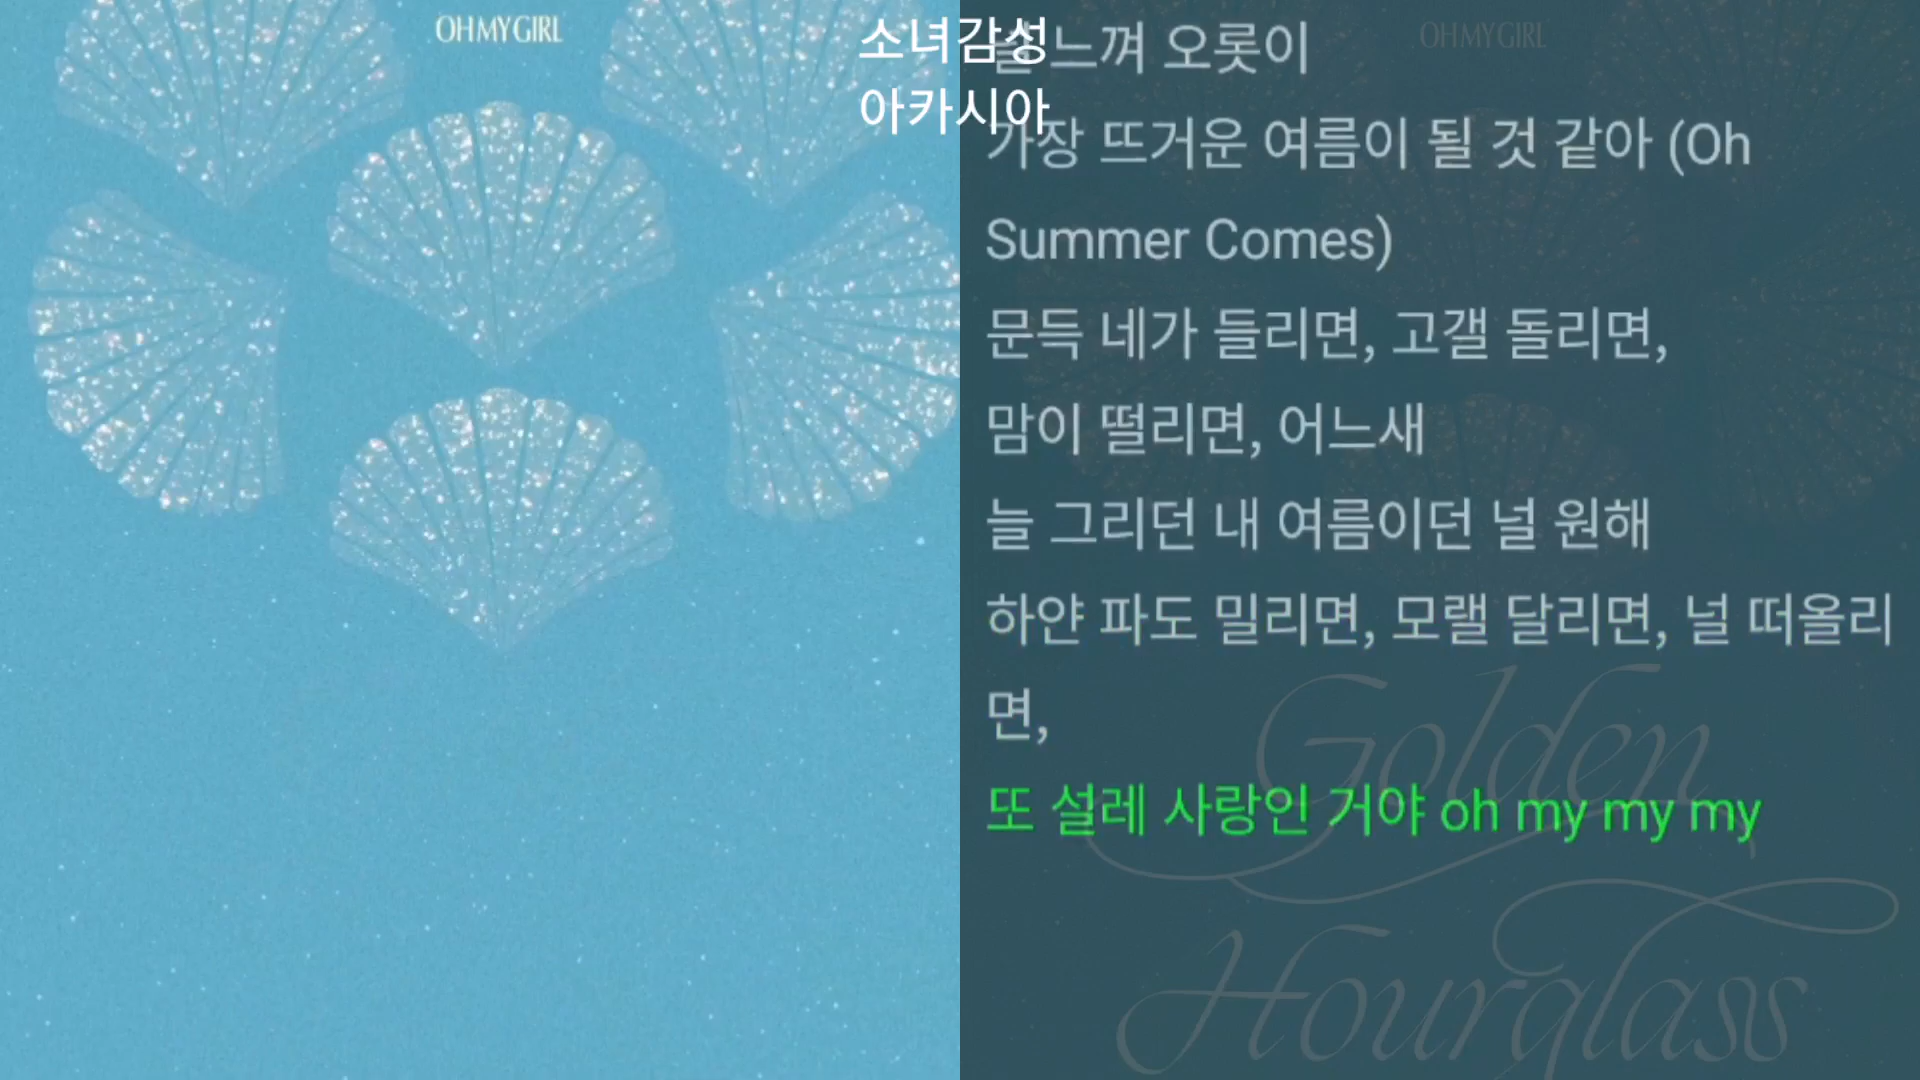 OHMYGIRL
소녀감성
아카시아
OHMYGIRL
느껴 오롯이
가장 뜨거운 여름이 될 것 같아 (Oh
Summer Comes)
문득 네가 들리면, 고갤 돌리면,
맘이 떨리면, 어느새
늘 그리던 내 여름이던 널 원해
하얀 파도 밀리면, 모랠 달리면, 널 떠올리
면,
또 설레 사랑인 거야 oh my my my
Golden
Hourglass